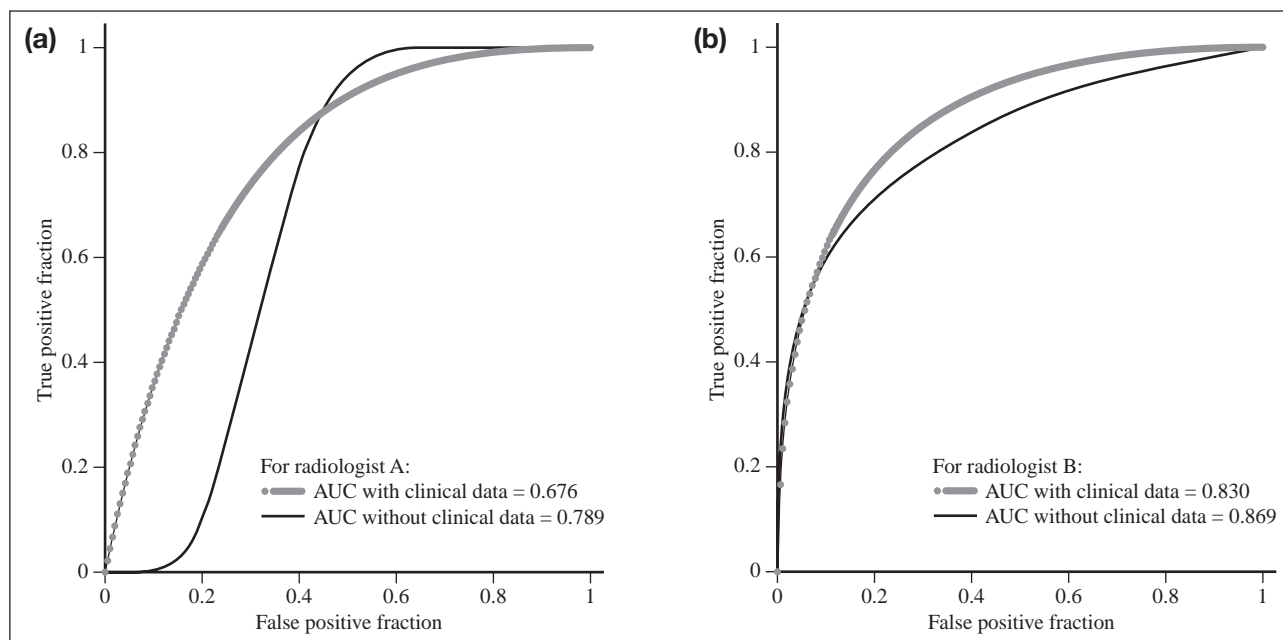 (a)
1
0.8
0.6
0.4
0.2
0
True positive fraction
0
0.2
0.4
0.6
0.8
1
False positive fraction
For radiologist A:
AUC with clinical data = 0.676
AUC without clinical data = 0.789
(b)
1
0.8
0.6
0.4
0.2
0
True positive fraction
0
0.2
0.4
0.6
0.8
1
False positive fraction
For radiologist B:
AUC with clinical data = 0.830
AUC without clinical data = 0.869